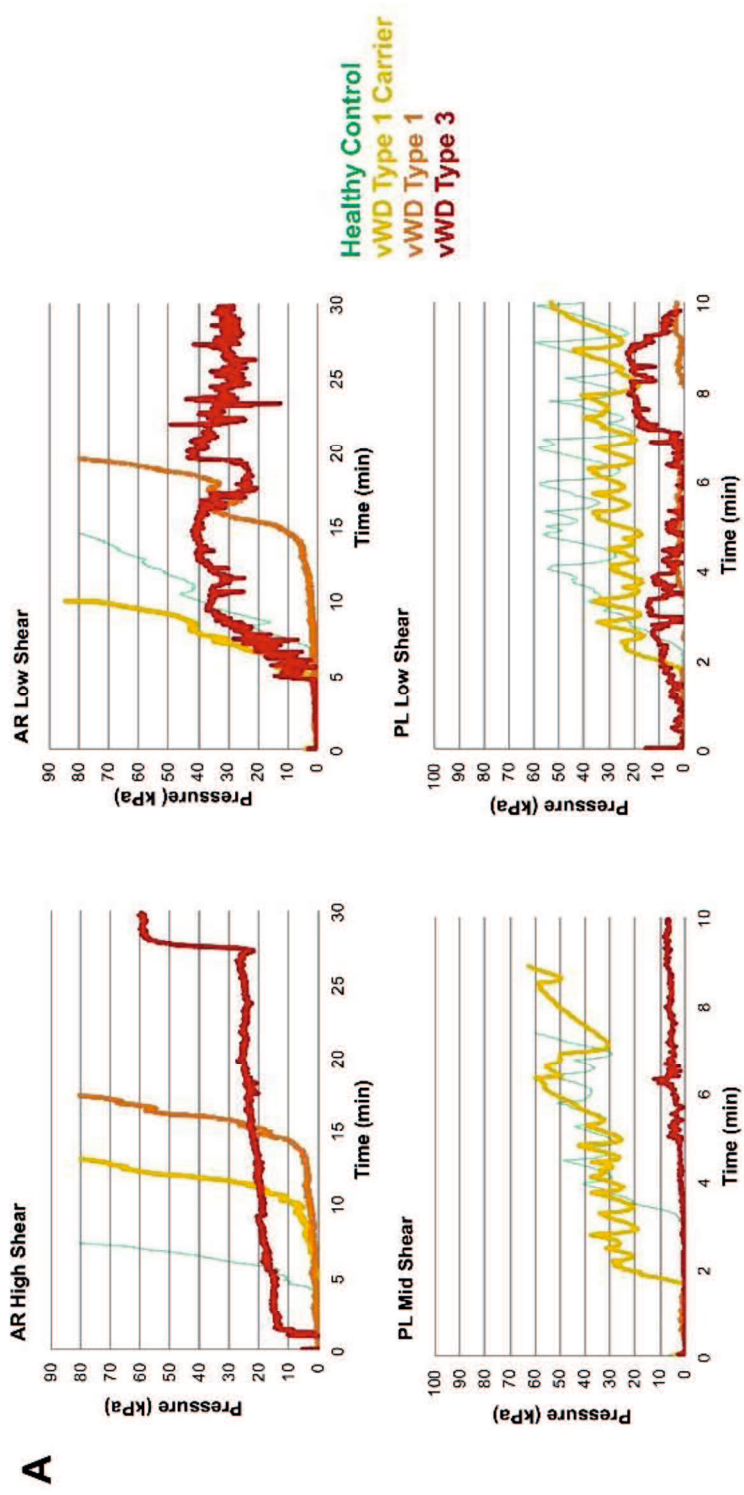 A
AR High Shear
Pressure (kPa)
90
80
70
60
50
40
30
20
10
0
0 5 10 15 20 25 30
Time (min)
AR Low Shear
Pressure (kPa)
90
80
70
60
50
40
30
20
10
0
0 5 10 15 20 25 30
Time (min)
PL Mid Shear
Pressure (kPa)
100
90
80
70
60
50
40
30
20
10
0
0 2 4 6 8 10
Time (min)
PL Low Shear
Pressure (kPa)
100
90
80
70
60
50
40
30
20
10
0
0 2 4 6 8 10
Time (min)
Healthy Control
vWD Type 1 Carrier
vWD Type 1
vWD Type 3